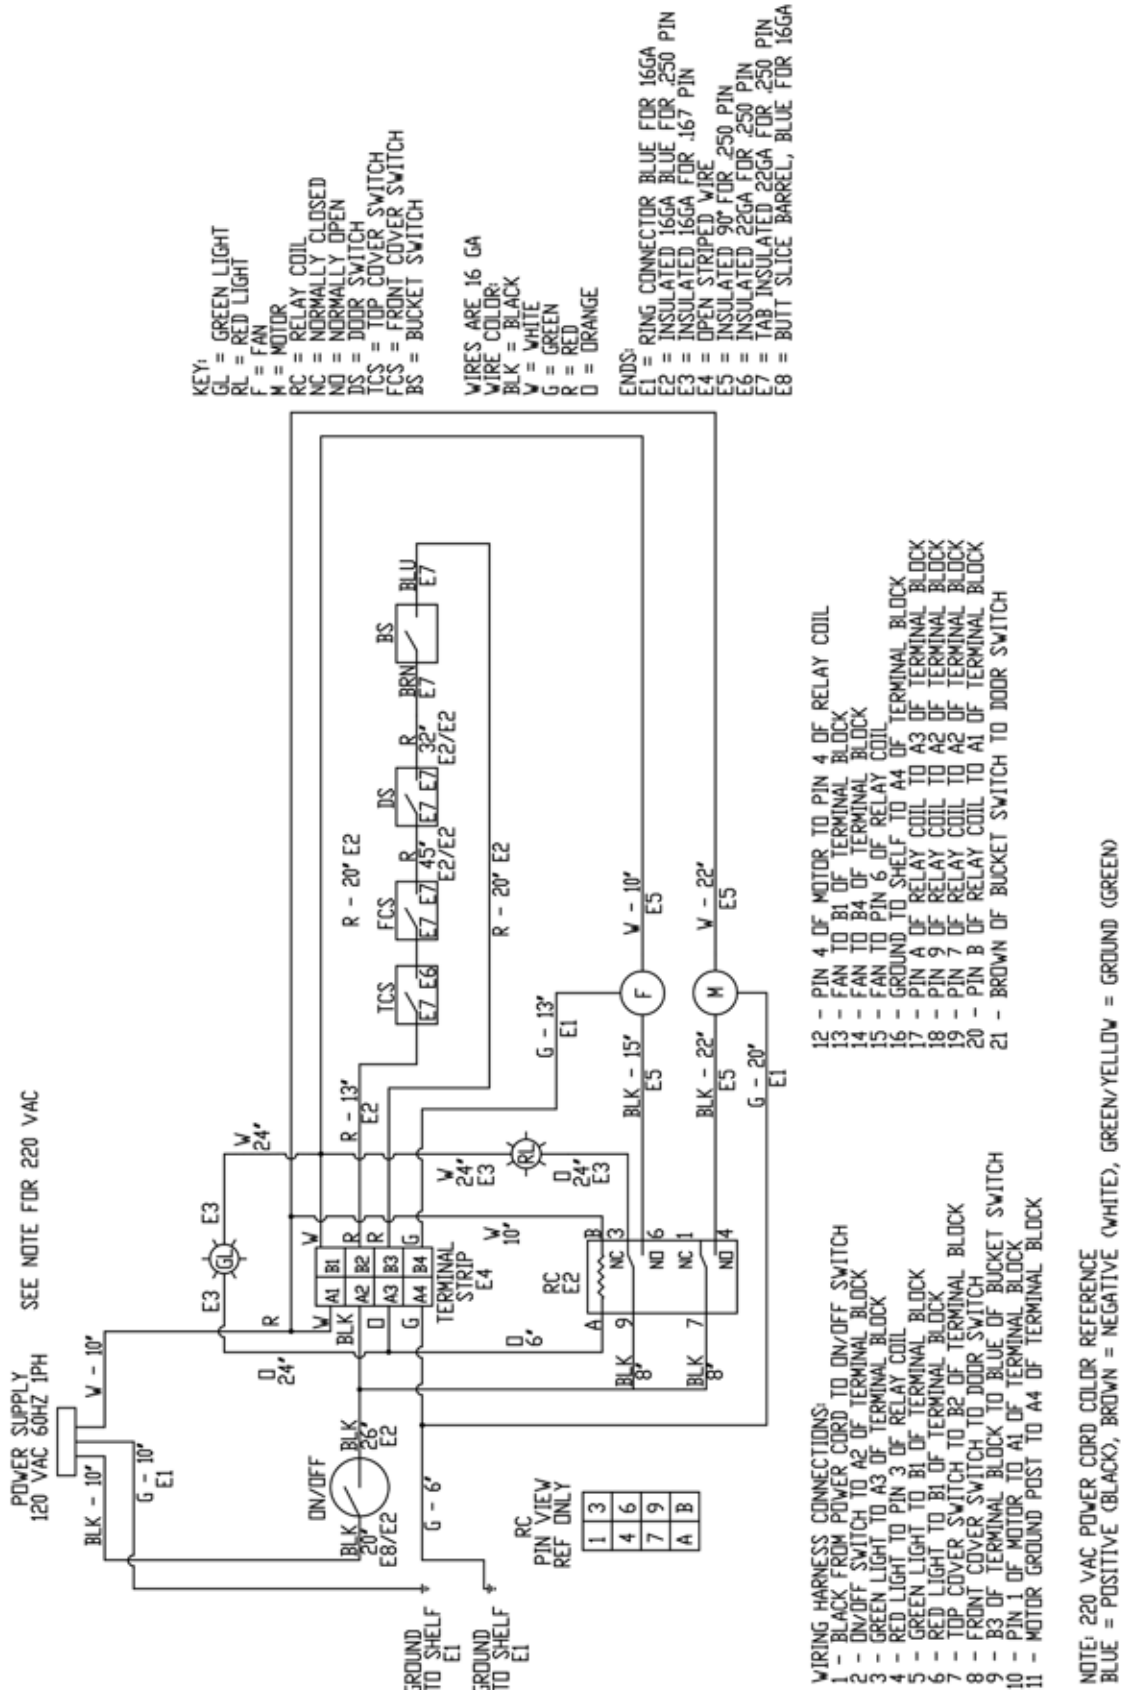 POWER SUPPLY
120 VAC 60HZ 1PH
SEE NOTE FOR 220 VAC
BLK - 10"
W - 10"
G - 10"
E1
ON/OFF
BLK
20"
E8/E2
BLK
26"
E2
G - 6"
GROUND
TO SHELF
E1
GROUND
TO SHELF
E1
O
24"
R
E3
GL
E3
W
24"
W
BLK
O
G
A1 B1
A2 B2
A3 B3
A4 B4
W
R
R
G
TERMINAL
STRIP
E4
R - 13"
E2
TCS
E7 E6
FCS
E7 E7
R - 20" E2
R
45"
E2/E2
DS
E7 E7
R
32"
E2/E2
BRN
E7
BS
BLU
E7
R - 20" E2
W
24"
E3
RL
O
24"
E3
W
10"
O
6"
G - 13"
E1
RC
E2
A
B
9
NC 3
NO 6
7
NC 1
NO 4
BLK
8"
BLK
8"
BLK - 15"
E5
F
W - 10"
E5
BLK - 22"
E5
M
W - 22"
E5
G - 20"
E1
RC
PIN VIEW
REF ONLY
1 3
4 6
7 9
A B
KEY:
GL = GREEN LIGHT
RL = RED LIGHT
F = FAN
M = MOTOR
RC = RELAY COIL
NC = NORMALLY CLOSED
NO = NORMALLY OPEN
DS = DOOR SWITCH
TCS = TOP COVER SWITCH
FCS = FRONT COVER SWITCH
BS = BUCKET SWITCH
WIRES ARE 16 GA
WIRE COLOR:
BLK = BLACK
W = WHITE
G = GREEN
R = RED
O = ORANGE
ENDS:
E1 = RING CONNECTOR BLUE FOR 16GA
E2 = INSULATED 16GA BLUE FOR .250 PIN
E3 = INSULATED 16GA FOR .167 PIN
E4 = OPEN STRIPED WIRE
E5 = INSULATED 90° FOR .250 PIN
E6 = INSULATED 22GA FOR .250 PIN
E7 = TAB INSULATED 22GA FOR .250 PIN
E8 = BUTT SLICE BARREL, BLUE FOR 16GA
WIRING HARNESS CONNECTIONS:
1 - BLACK FROM POWER CORD TO ON/OFF SWITCH
2 - ON/OFF SWITCH TO A2 OF TERMINAL BLOCK
3 - GREEN LIGHT TO A3 OF TERMINAL BLOCK
4 - RED LIGHT TO PIN 3 OF RELAY COIL
5 - GREEN LIGHT TO B1 OF TERMINAL BLOCK
6 - RED LIGHT TO B1 OF TERMINAL BLOCK
7 - TOP COVER SWITCH TO B2 OF TERMINAL BLOCK
8 - FRONT COVER SWITCH TO DOOR SWITCH
9 - B3 OF TERMINAL BLOCK TO BLUE OF BUCKET SWITCH
10 - PIN 1 OF MOTOR TO A1 OF TERMINAL BLOCK
11 - MOTOR GROUND POST TO A4 OF TERMINAL BLOCK
12 - PIN 4 OF MOTOR TO PIN 4 OF RELAY COIL
13 - FAN TO B1 OF TERMINAL BLOCK
14 - FAN TO B4 OF TERMINAL BLOCK
15 - FAN TO PIN 6 OF RELAY COIL
16 - GROUND TO SHELF TO A4 OF TERMINAL BLOCK
17 - PIN A OF RELAY COIL TO A3 OF TERMINAL BLOCK
18 - PIN 9 OF RELAY COIL TO A2 OF TERMINAL BLOCK
19 - PIN 7 OF RELAY COIL TO A2 OF TERMINAL BLOCK
20 - PIN B OF RELAY COIL TO A1 OF TERMINAL BLOCK
21 - BROWN OF BUCKET SWITCH TO DOOR SWITCH
NOTE: 220 VAC POWER CORD COLOR REFERENCE
BLUE = POSITIVE (BLACK), BROWN = NEGATIVE (WHITE), GREEN/YELLOW = GROUND (GREEN)